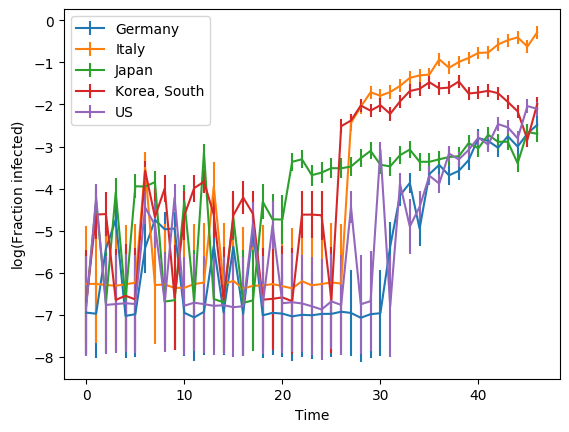 Germany
Italy
Japan
Korea, South
US
0
−1
−2
−3
−4
−5
−6
−7
−8
log(Fraction infected)
0
10
20
30
40
Time